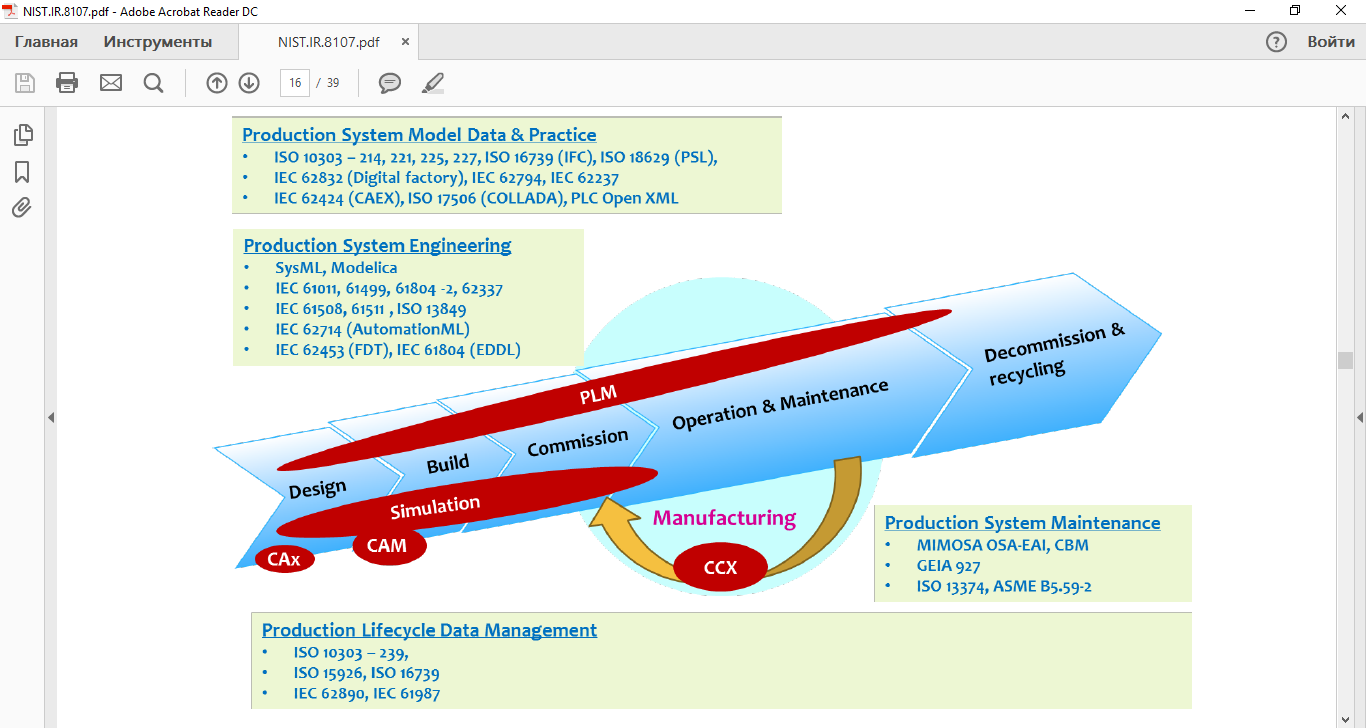 NIST.IR.8107.pdf - Adobe Acrobat Reader DC
Главная Инструменты NIST.IR.8107.pdf × ? Войти
16 / 39
Production System Model Data & Practice
• ISO 10303 – 214, 221, 225, 227, ISO 16739 (IFC), ISO 18629 (PSL),
• IEC 62832 (Digital factory), IEC 62794, IEC 62237
• IEC 62424 (CAEX), ISO 17506 (COLLADA), PLC Open XML
Production System Engineering
• SysML, Modelica
• IEC 61011, 61499, 61804 -2, 62337
• IEC 61508, 61511 , ISO 13849
• IEC 62714 (AutomationML)
• IEC 62453 (FDT), IEC 61804 (EDDL)
PLM
Design
Build
Commission
Operation & Maintenance
Decommission &
recycling
Simulation
CAx
CAM
Manufacturing
CCX
Production System Maintenance
• MIMOSA OSA-EAI, CBM
• GEIA 927
• ISO 13374, ASME B5.59-2
Production Lifecycle Data Management
• ISO 10303 – 239,
• ISO 15926, ISO 16739
• IEC 62890, IEC 61987